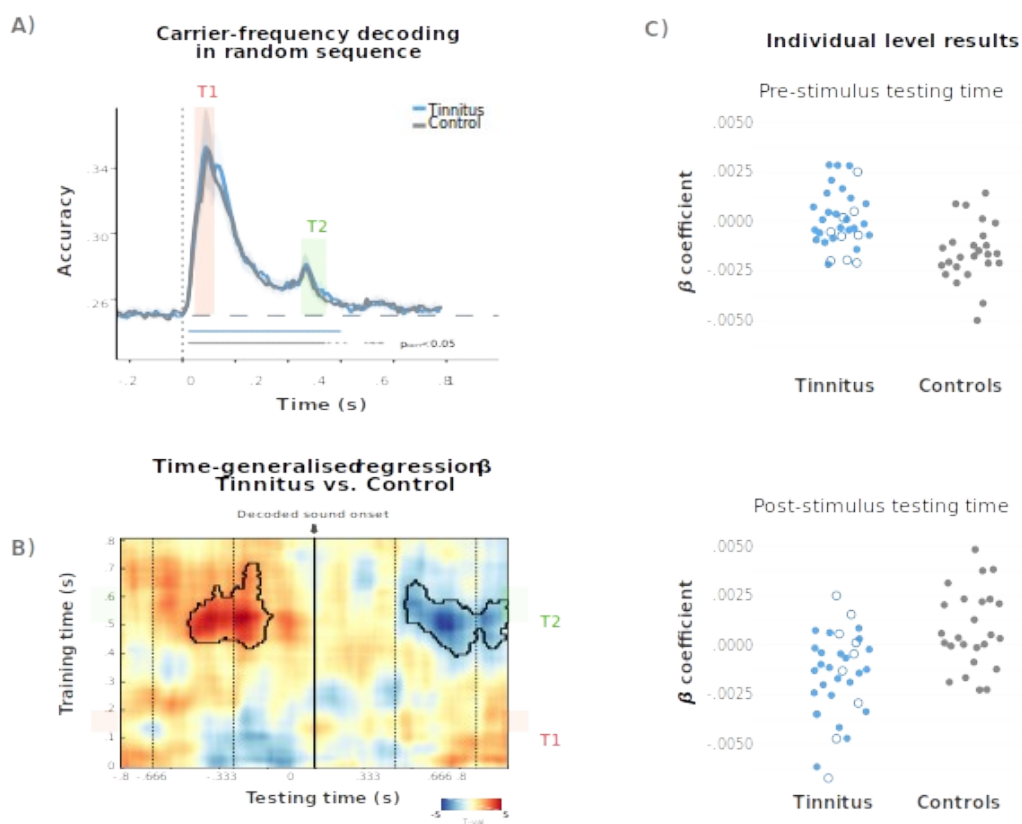 A)
Carrier-frequency decoding
in random sequence
T1
Tinnitus
Control
T2
Accuracy
.34
.30
.26
<0.05
-.2 0 .2 .4 .6 .8
Time (s)
B)
Time-generalised regression β
Tinnitus vs. Control
Decoded sound onset
Training time (s)
.8
.7
.6
.5
.4
.3
.2
.1
0
T2
T1
-.8 -.666 -.333 0 .333 .666 .8
Testing time (s)
-5 5
T-val
C)
Individual level results
Pre-stimulus testing time
β coefficient
.0050
.0025
.0000
-.0025
-.0050
Tinnitus Controls
Post-stimulus testing time
β coefficient
.0050
.0025
.0000
-.0025
-.0050
Tinnitus Controls